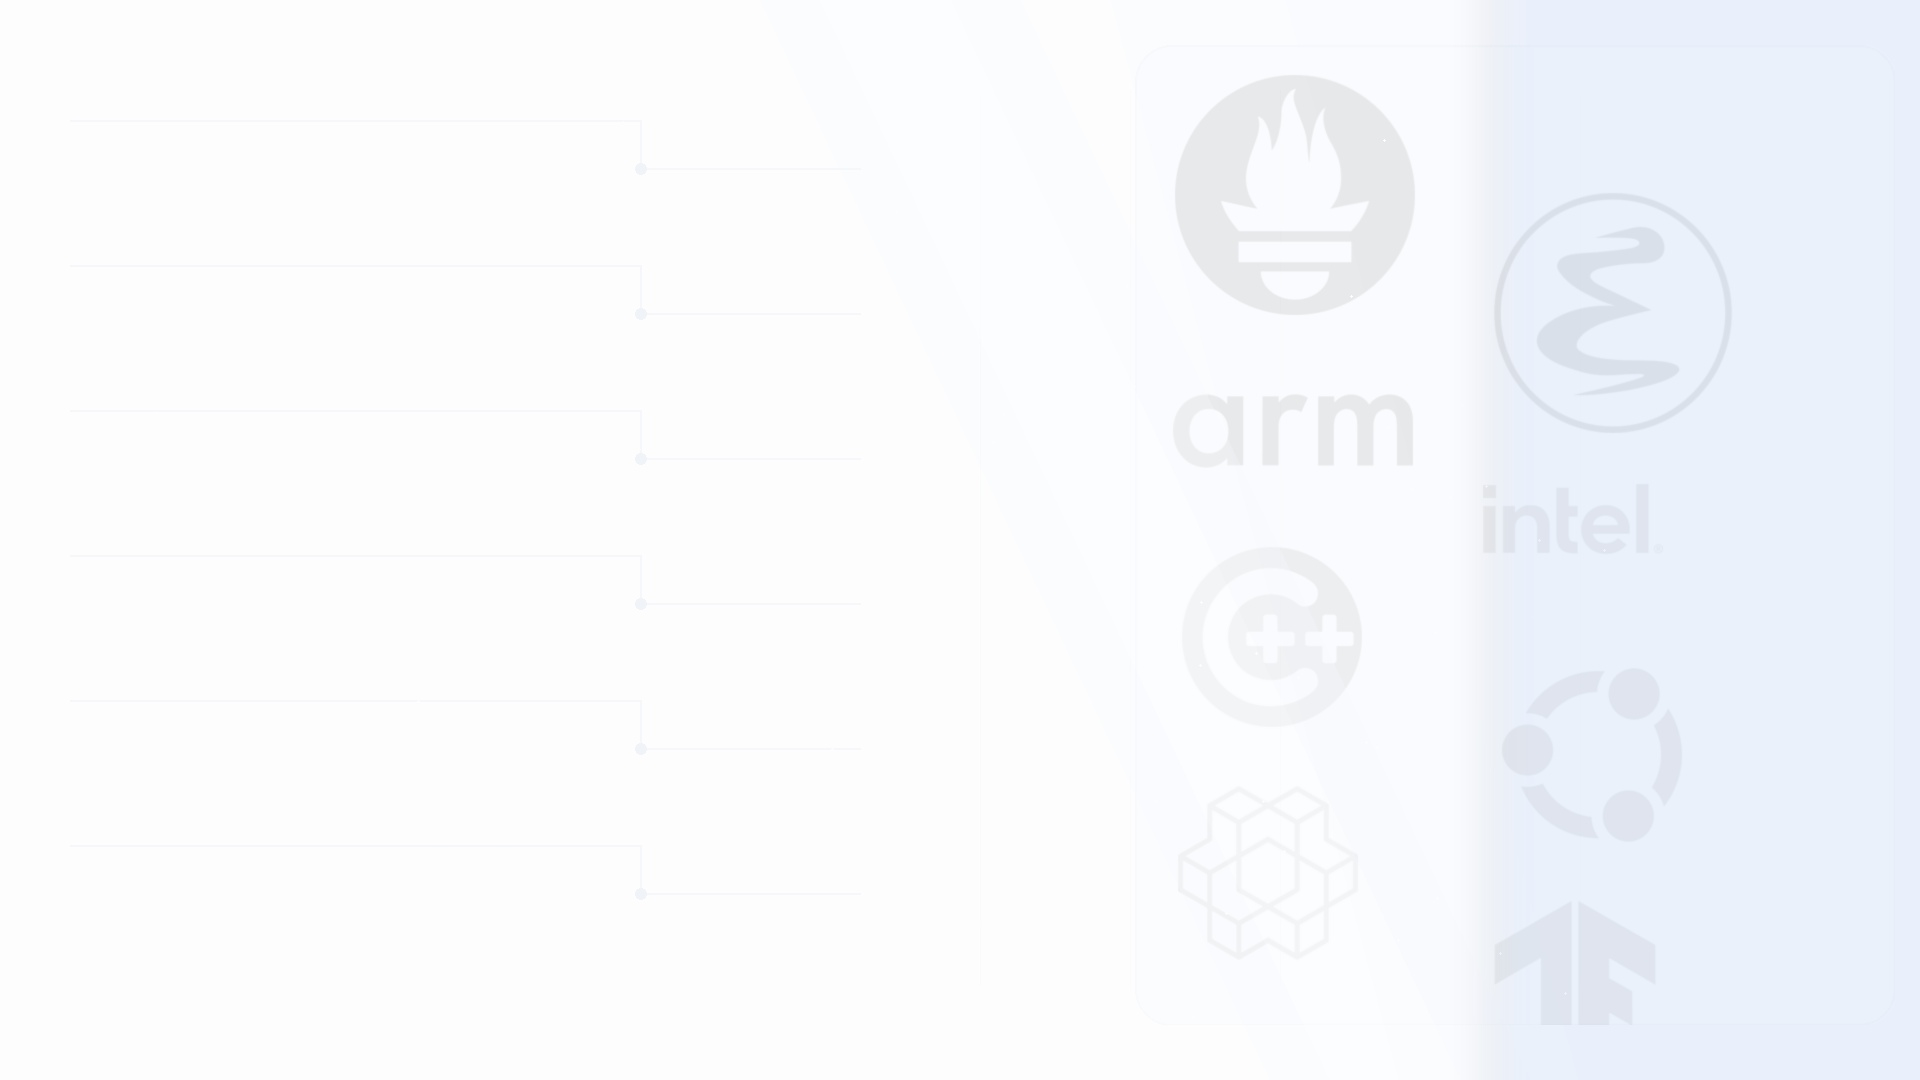 arm
intel.
C++